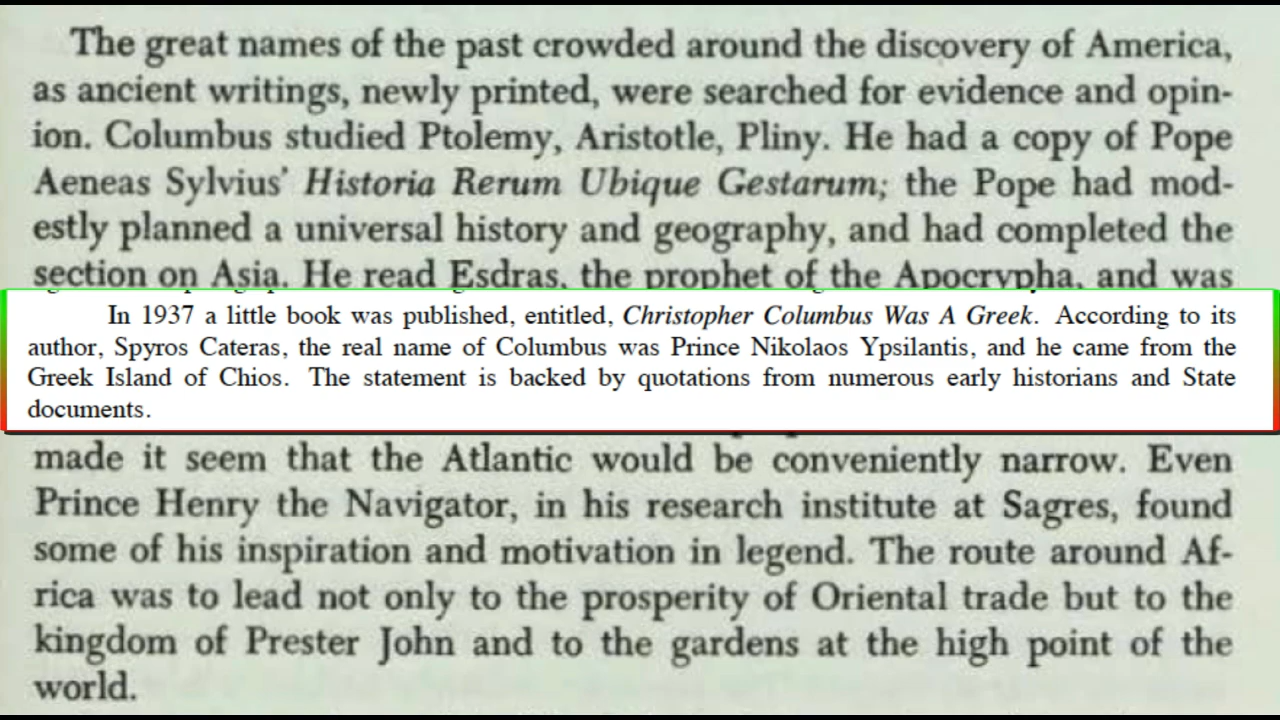 The great names of the past crowded around the discovery of America,
as ancient writings, newly printed, were searched for evidence and opin-
ion. Columbus studied Ptolemy, Aristotle, Pliny. He had a copy of Pope
Aeneas Sylvius' Historia Rerum Ubique Gestarum; the Pope had mod-
estly planned a universal history and geography, and had completed the
section on Asia. He read Esdras, the prophet of the Apocrypha, and was
In 1937 a little book was published, entitled, Christopher Columbus Was A Greek. According to its
author, Spyros Cateras, the real name of Columbus was Prince Nikolaos Ypsilantis, and he came from the
Greek Island of Chios. The statement is backed by quotations from numerous early historians and State
documents.
made it seem that the Atlantic would be conveniently narrow. Even
Prince Henry the Navigator, in his research institute at Sagres, found
some of his inspiration and motivation in legend. The route around Af-
rica was to lead not only to the prosperity of Oriental trade but to the
kingdom of Prester John and to the gardens at the high point of the
world.